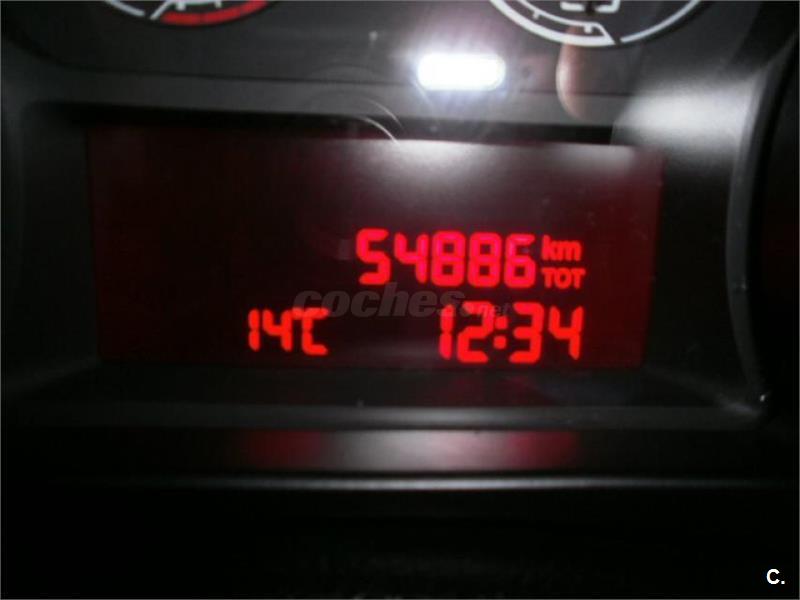 54886 km
TOT
coches.net
14°C 12:34
C.